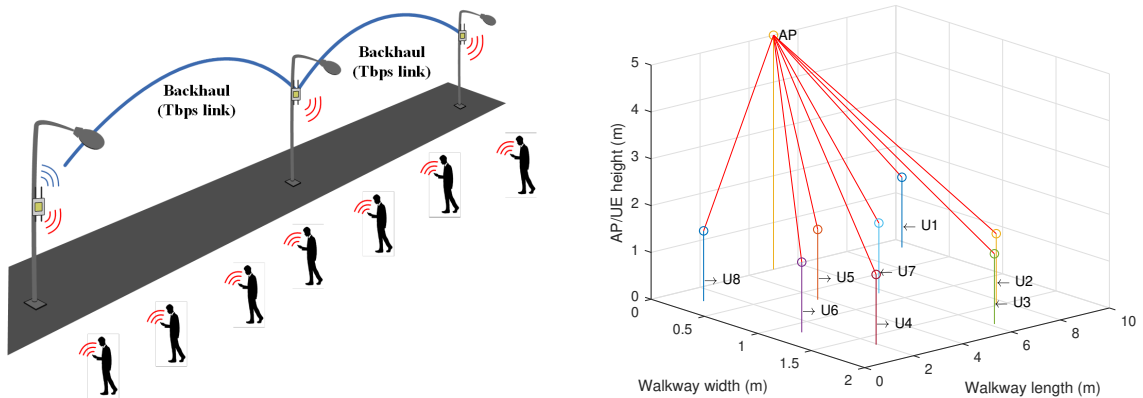 Backhaul
(Tbps link)
Backhaul
(Tbps link)
AP
5
4
3
2
1
0
AP/UE height (m)
U1
U2
U3
U4
U5
U6
U7
U8
0
0.5
1
1.5
2
Walkway width (m)
0
2
4
6
8
10
Walkway length (m)